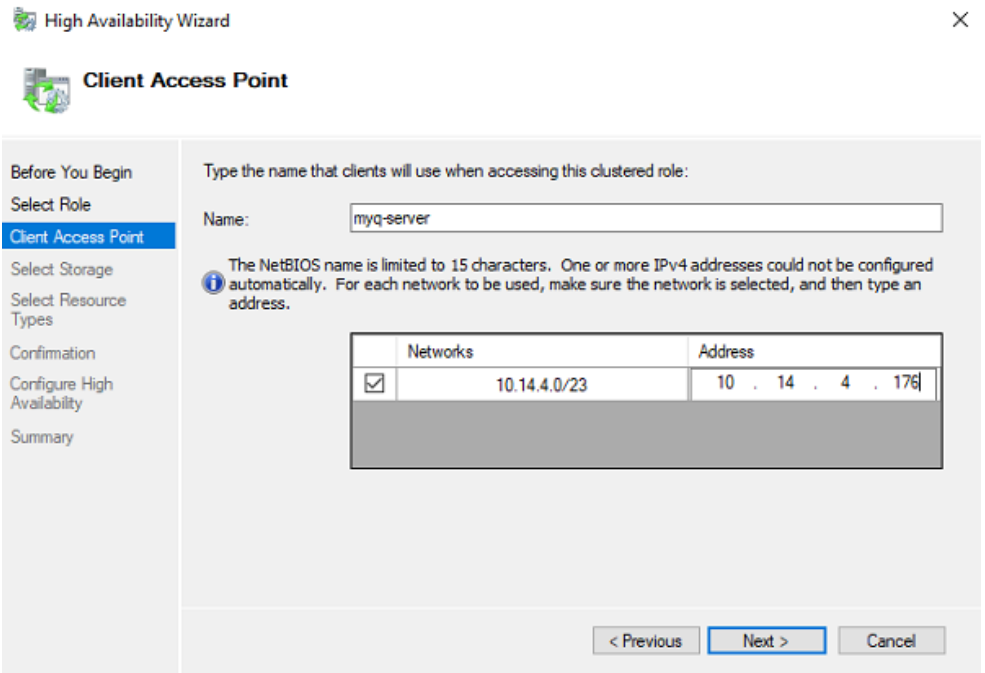 High Availability Wizard
Client Access Point
Before You Begin
Select Role
Client Access Point
Select Storage
Select Resource
Types
Confirmation
Configure High
Availability
Summary
Type the name that clients will use when accessing this clustered role:
Name: myq-server
The NetBIOS name is limited to 15 characters. One or more IPv4 addresses could not be configured
automatically. For each network to be used, make sure the network is selected, and then type an
address.
Networks Address
10.14.4.0/23 10 . 14 . 4 . 176
< Previous Next > Cancel